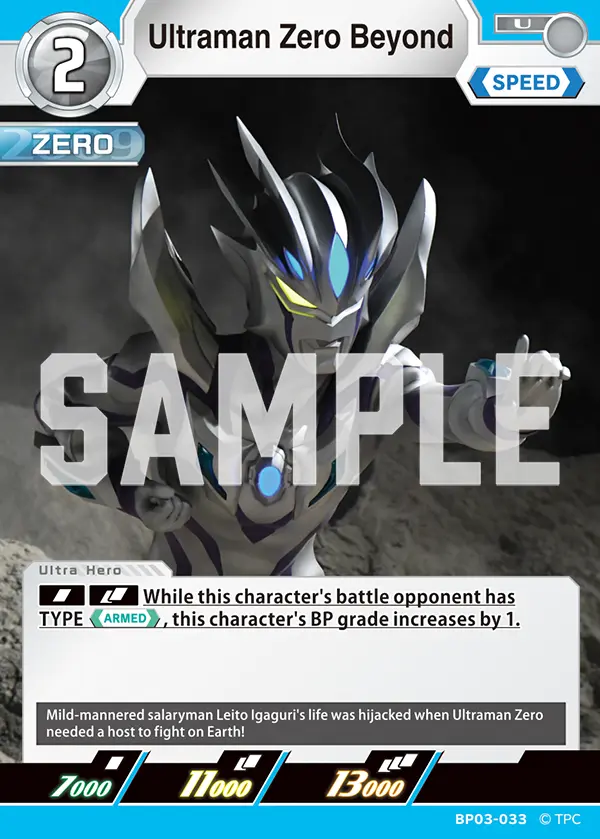 2
Ultraman Zero Beyond
U
SPEED
2009
ZERO
SAMPLE
Ultra Hero
While this character's battle opponent has
TYPE ARMED, this character's BP grade increases by 1.
Mild-mannered salaryman Leito Igaguri's life was hijacked when Ultraman Zero
needed a host to fight on Earth!
7000 11000 13000
BP03-033 © TPC